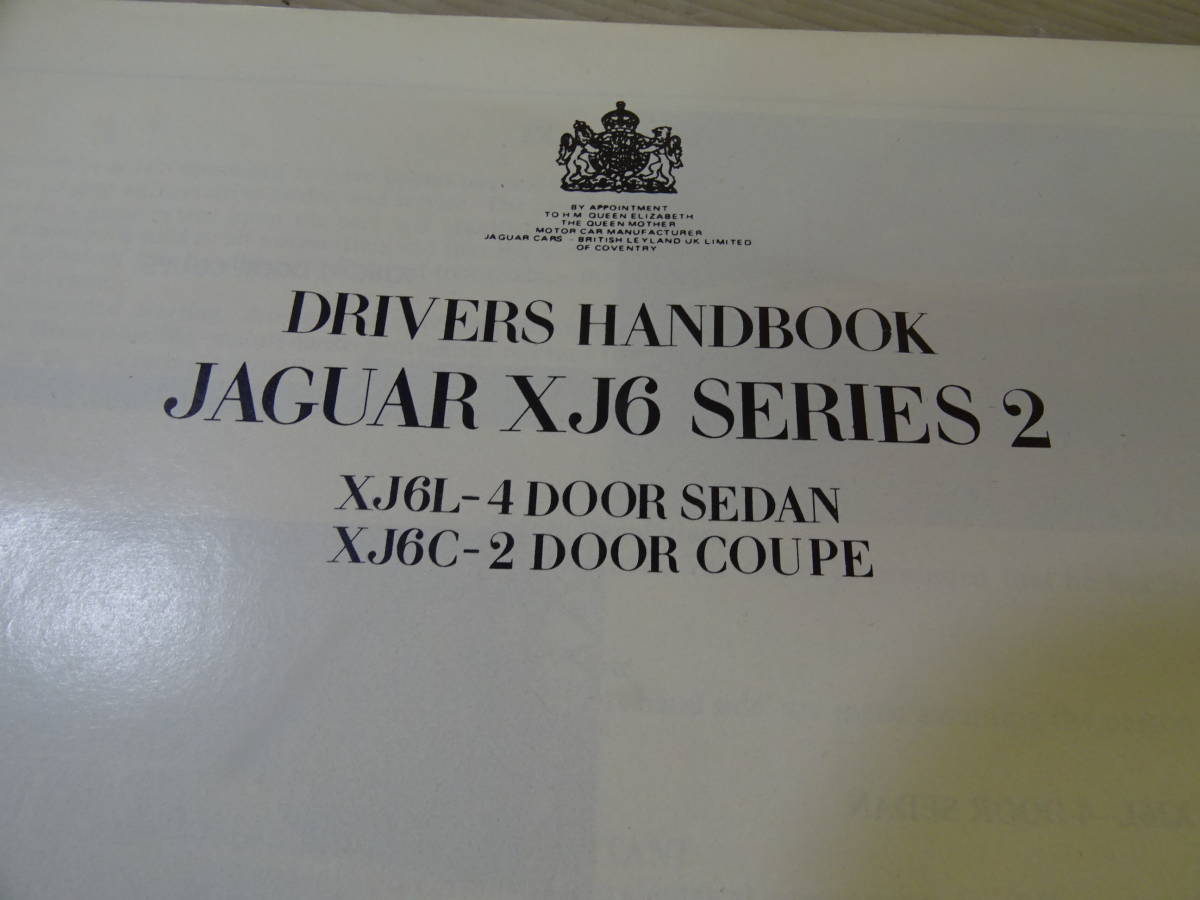 BY APPOINTMENT
TO H M QUEEN ELIZABETH
THE QUEEN MOTHER
MOTOR CAR MANUFACTURER
JAGUAR CARS - BRITISH LEYLAND UK LIMITED
OF COVENTRY
DRIVERS HANDBOOK
JAGUAR XJ6 SERIES 2
XJ6L-4 DOOR SEDAN
XJ6C-2 DOOR COUPE